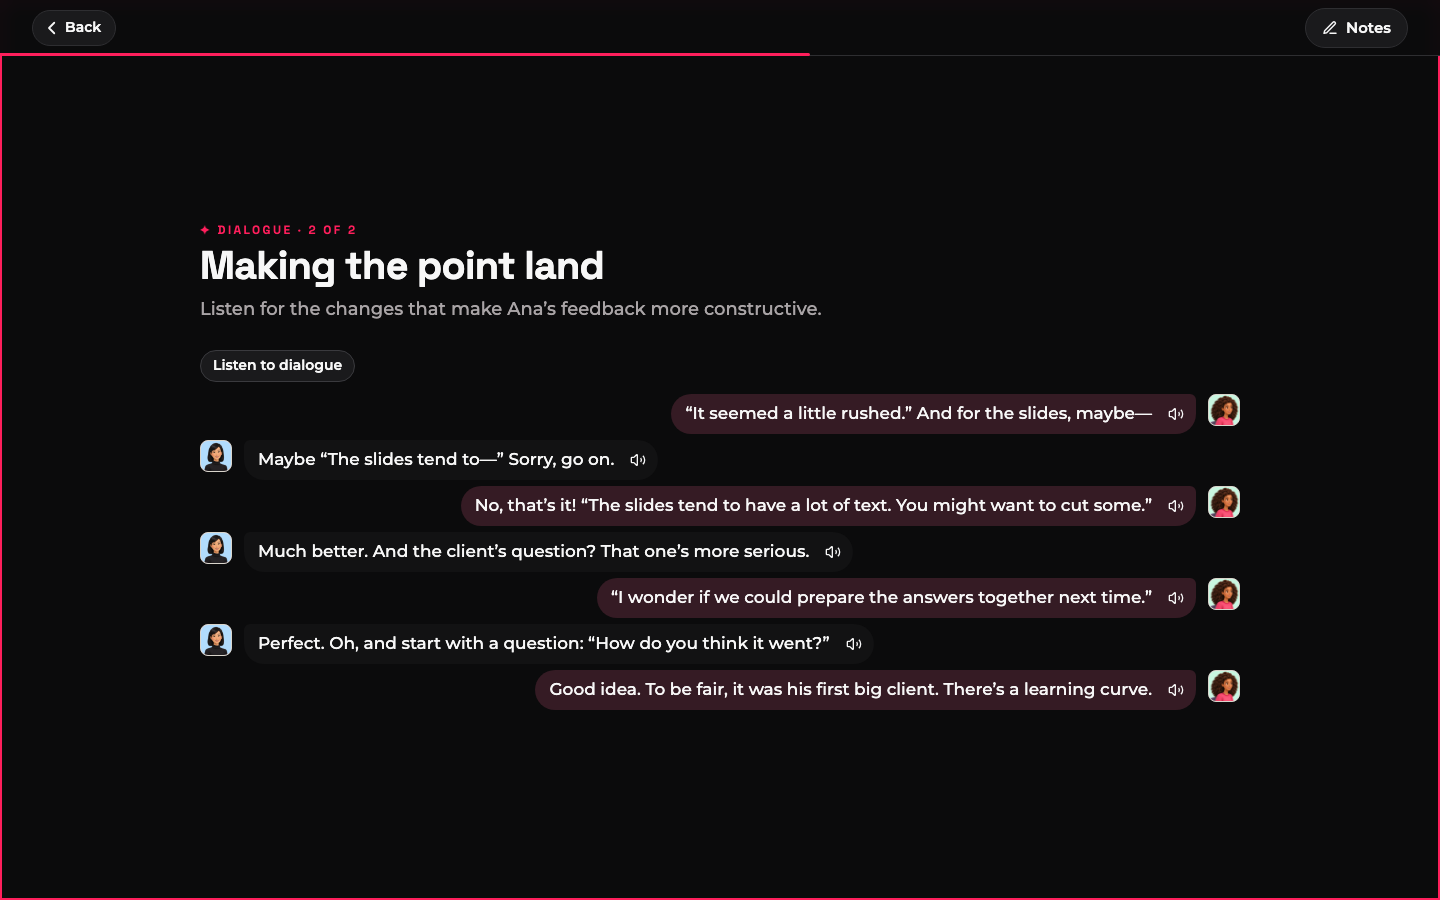 Back
Notes
✦ DIALOGUE · 2 OF 2
Making the point land
Listen for the changes that make Ana’s feedback more constructive.
Listen to dialogue
“It seemed a little rushed.” And for the slides, maybe—
Maybe “The slides tend to—” Sorry, go on.
No, that’s it! “The slides tend to have a lot of text. You might want to cut some.”
Much better. And the client’s question? That one’s more serious.
“I wonder if we could prepare the answers together next time.”
Perfect. Oh, and start with a question: “How do you think it went?”
Good idea. To be fair, it was his first big client. There’s a learning curve.